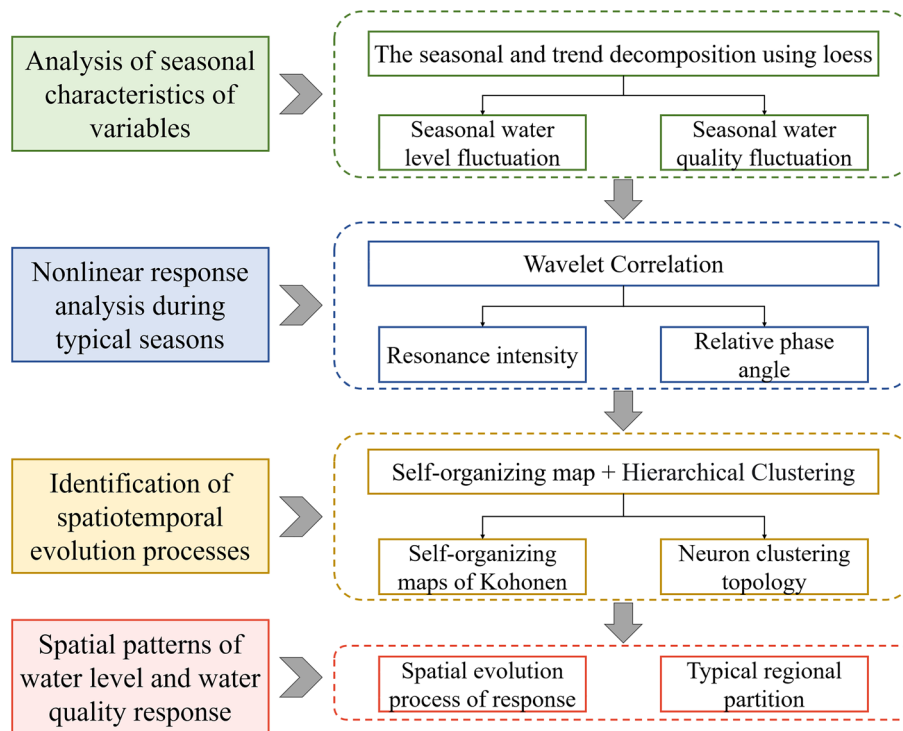 Analysis of seasonal
characteristics of
variables
The seasonal and trend decomposition using loess
Seasonal water
level fluctuation
Seasonal water
quality fluctuation
Nonlinear response
analysis during
typical seasons
Wavelet Correlation
Resonance intensity
Relative phase
angle
Identification of
spatiotemporal
evolution processes
Self-organizing map + Hierarchical Clustering
Self-organizing
maps of Kohonen
Neuron clustering
topology
Spatial patterns of
water level and water
quality response
Spatial evolution
process of response
Typical regional
partition